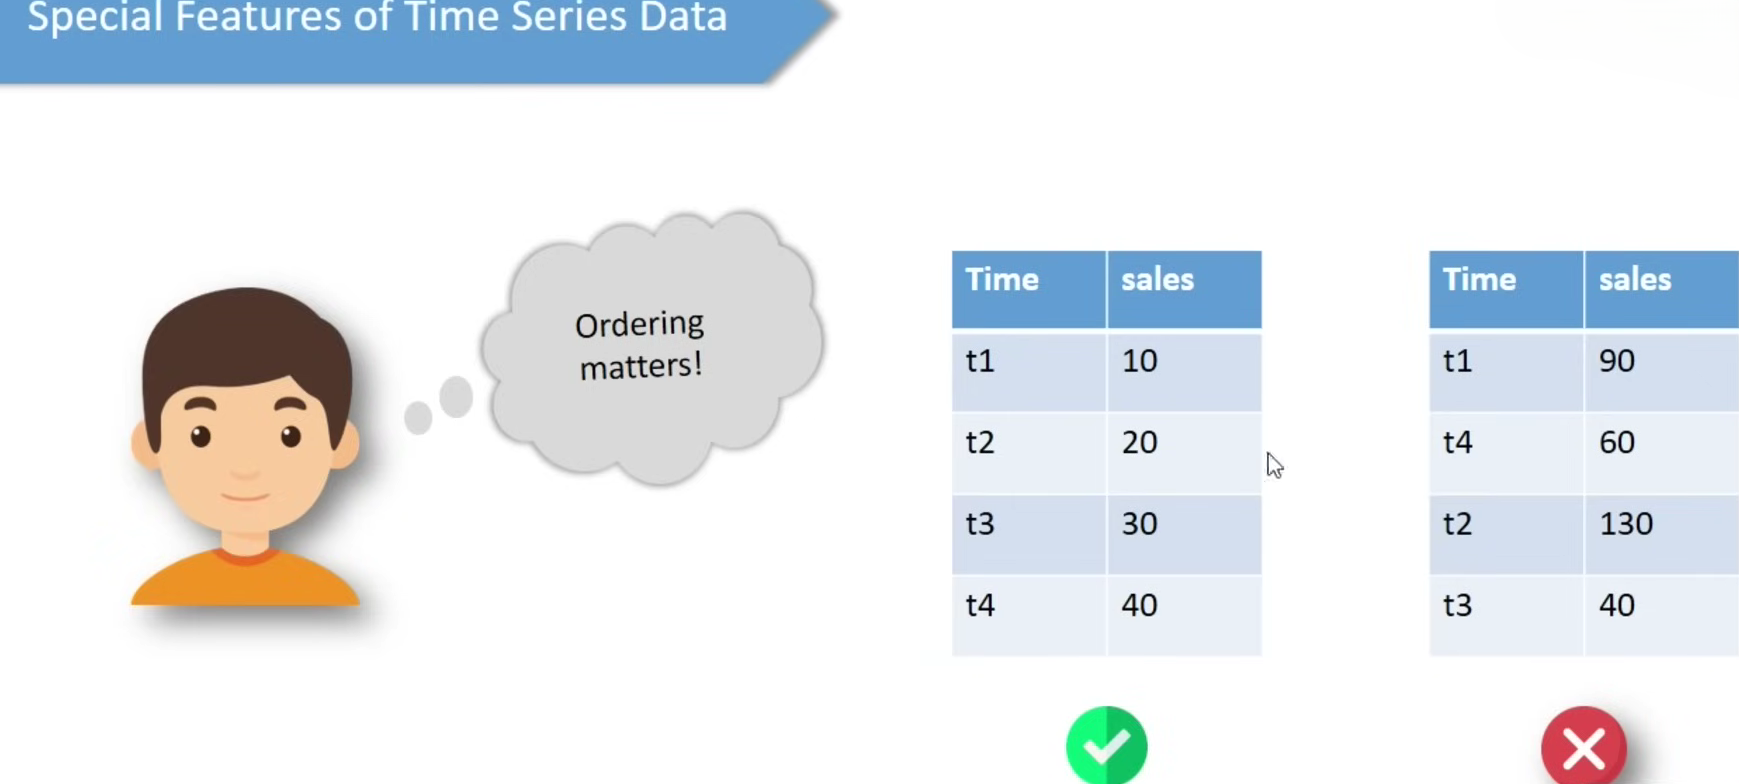 Special Features of Time Series Data
Ordering
matters!
Time sales
t1 10
t2 20
t3 30
t4 40
Time sales
t1 90
t4 60
t2 130
t3 40